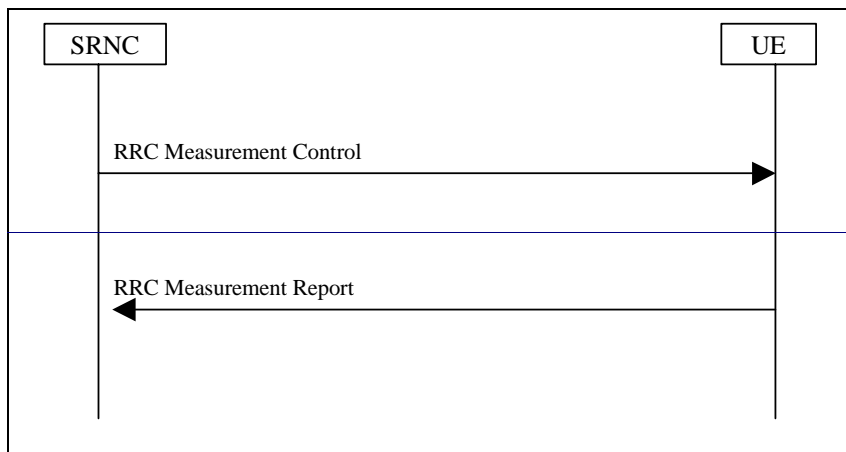 SRNC
UE
RRC Measurement Control
RRC Measurement Report